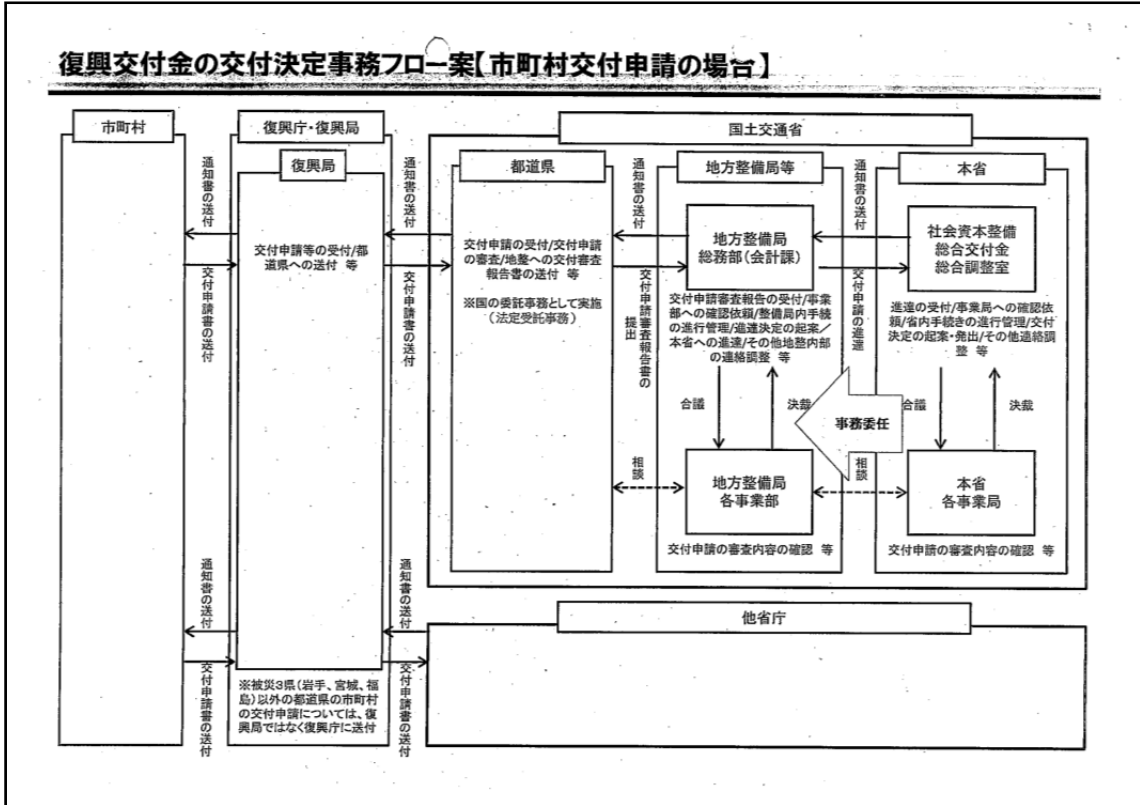 復興交付金の交付決定事務フロー案【市町村交付申請の場合】
市町村
復興庁・復興局
国土交通省
復興局
都道県
地方整備局等
本省
通知書の送付
通知書の送付
通知書の送付
通知書の送付
交付申請等の受付/都
道県への送付 等
交付申請の受付/交付申請
の審査/地整への交付審査
報告書の送付 等
※国の委託事務として実施
(法定受託事務)
地方整備局
総務部(会計課)
社会資本整備
総合交付金
総合調整室
交付申請書の送付
交付申請書の送付
交付申請審査報告書の
提出
交付申請の進達
交付申請審査報告の受付/事業
部への確認依頼/整備局内手続
の進行管理/進達決定の起案/
本省への進達/その他地整内部
の連絡調整 等
進達の受付/事業局への確認依
頼/省内手続きの進行管理/交付
決定の起案・発出/その他連絡調
整 等
合議
決裁
事務委任
合議
決裁
相談
相談
地方整備局
各事業部
本省
各事業局
交付申請の審査内容の確認 等
交付申請の審査内容の確認 等
通知書の送付
通知書の送付
他省庁
交付申請書の送付
交付申請書の送付
※被災3県(岩手、宮城、福
島)以外の都道県の市町村
の交付申請については、復
興局ではなく復興庁に送付